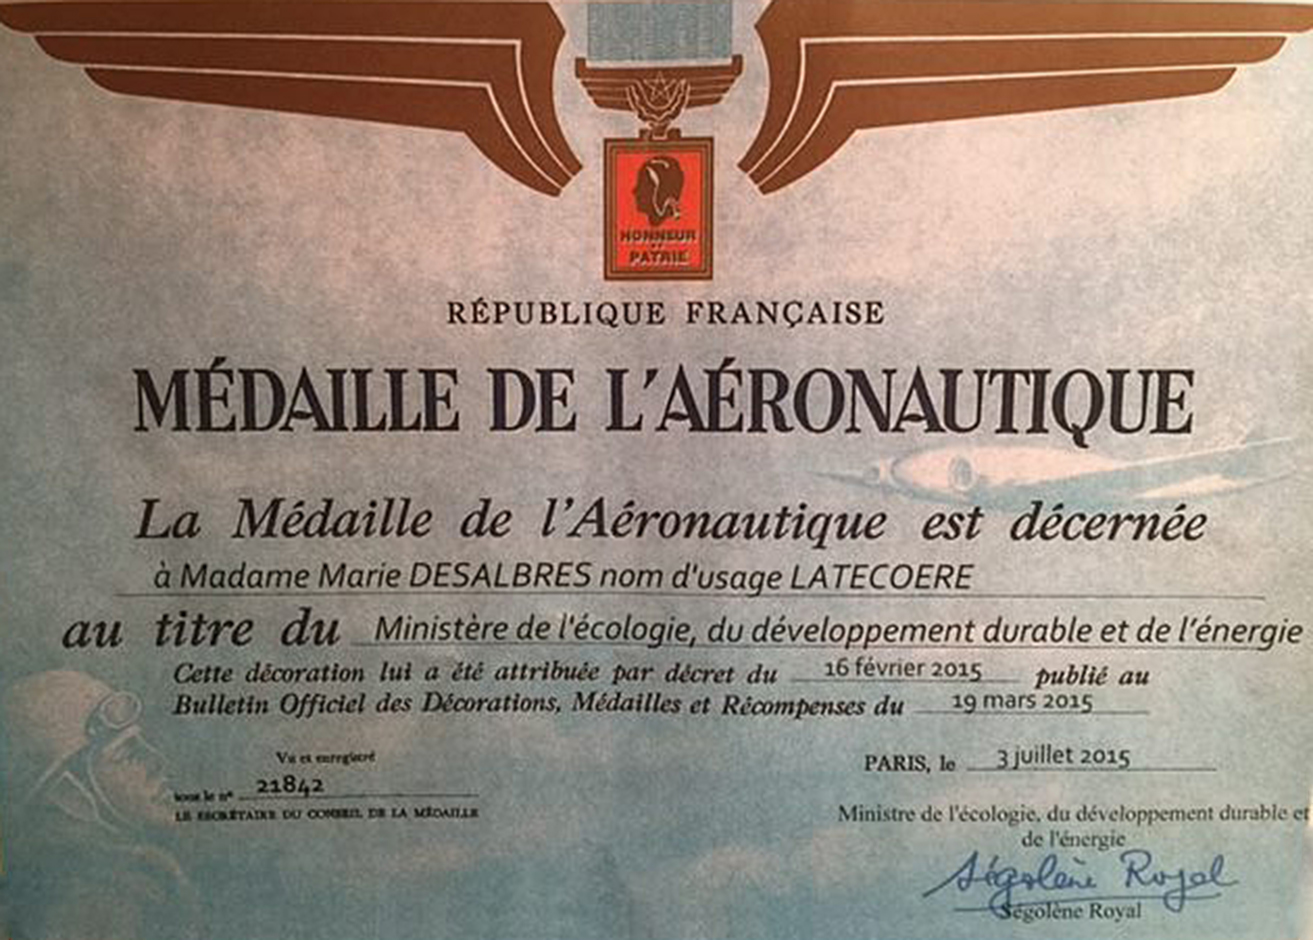 HONNEUR
ET
PATRIE
RÉPUBLIQUE FRANÇAISE
MÉDAILLE DE L'AÉRONAUTIQUE
La Médaille de l'Aéronautique est décernée
à Madame Marie DESALBRES nom d'usage LATECOERE
au titre du Ministère de l'écologie, du développement durable et de l'énergie
Cette décoration lui a été attribuée par décret du 16 février 2015 publié au
Bulletin Officiel des Décorations, Médailles et Récompenses du 19 mars 2015
Vu et enregistré
sous le n° 21842
LE SECRÉTAIRE DU CONSEIL DE LA MÉDAILLE
PARIS, le 3 juillet 2015
Ministre de l'écologie, du développement durable et
de l'énergie
Ségolène Royal
Ségolène Royal